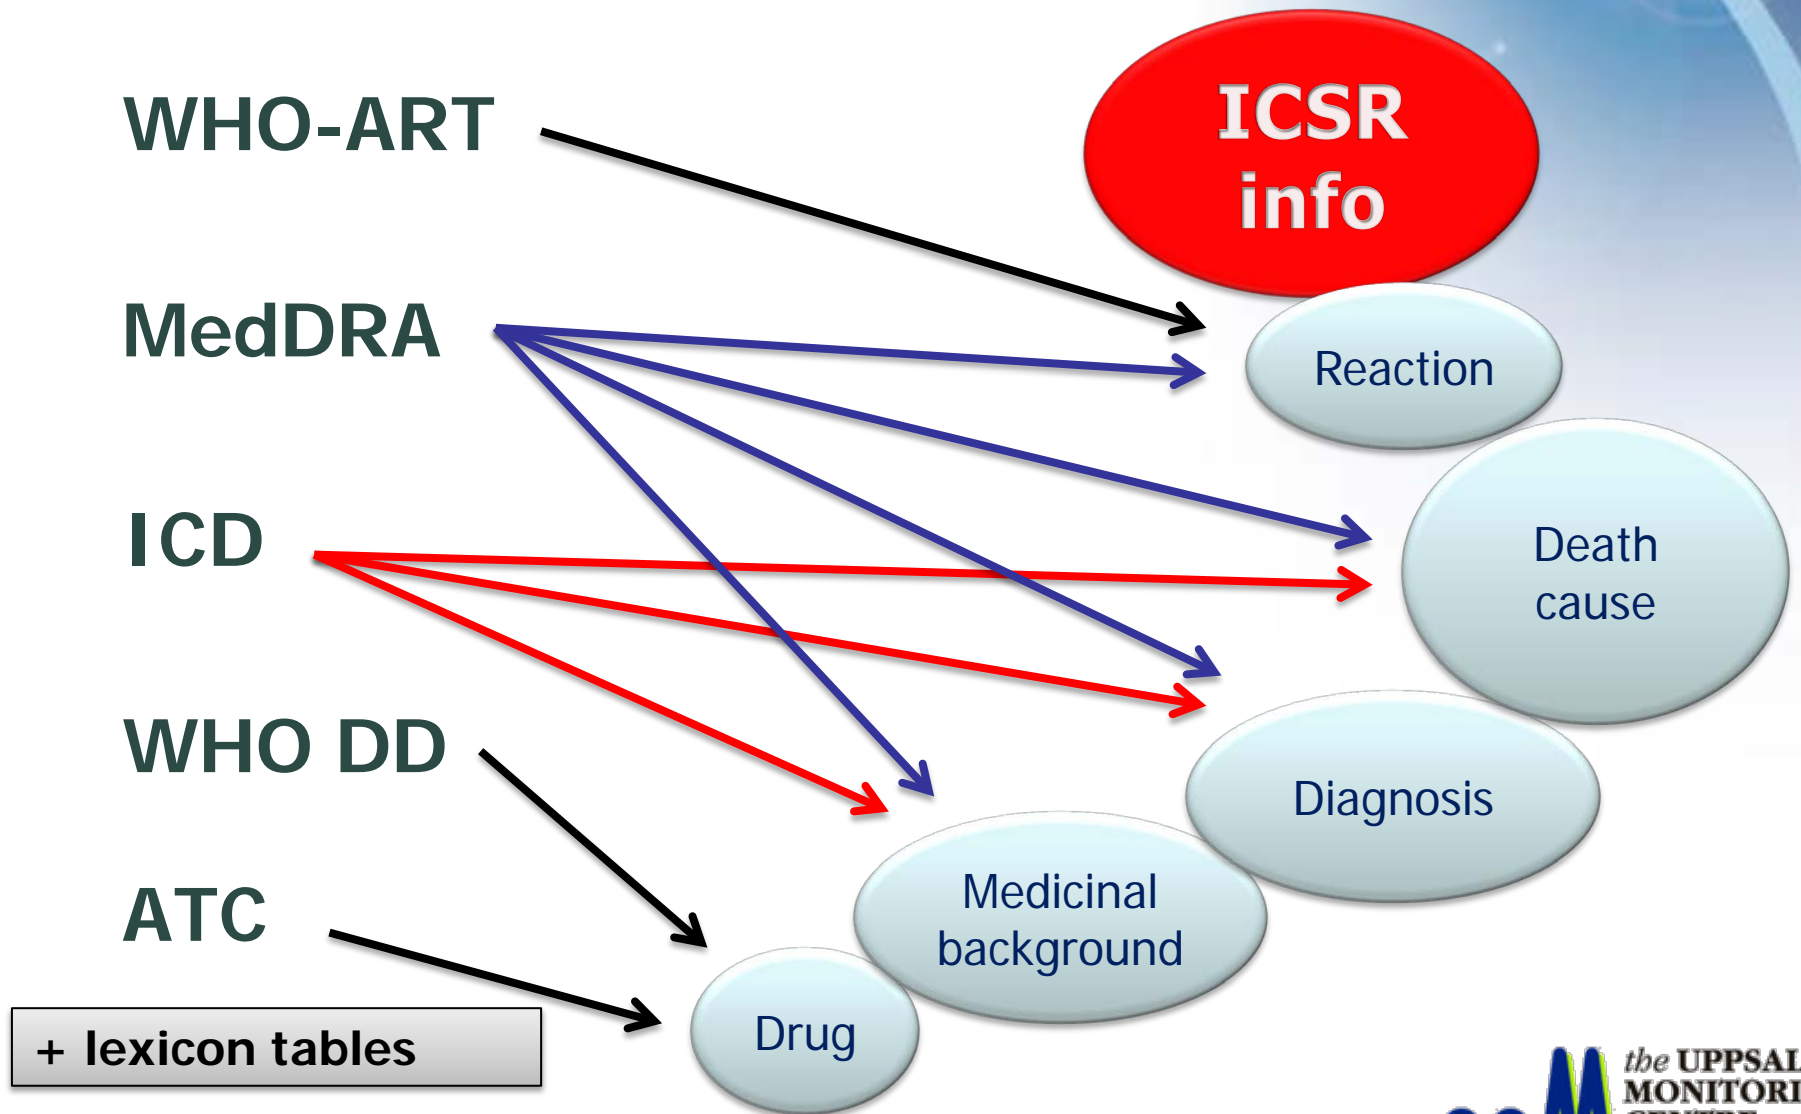 WHO-ART
MedDRA
ICD
WHO DD
ATC
+ lexicon tables
ICSR
info
Reaction
Death
cause
Diagnosis
Medicinal
background
Drug
the UPPSAL
MONITORI